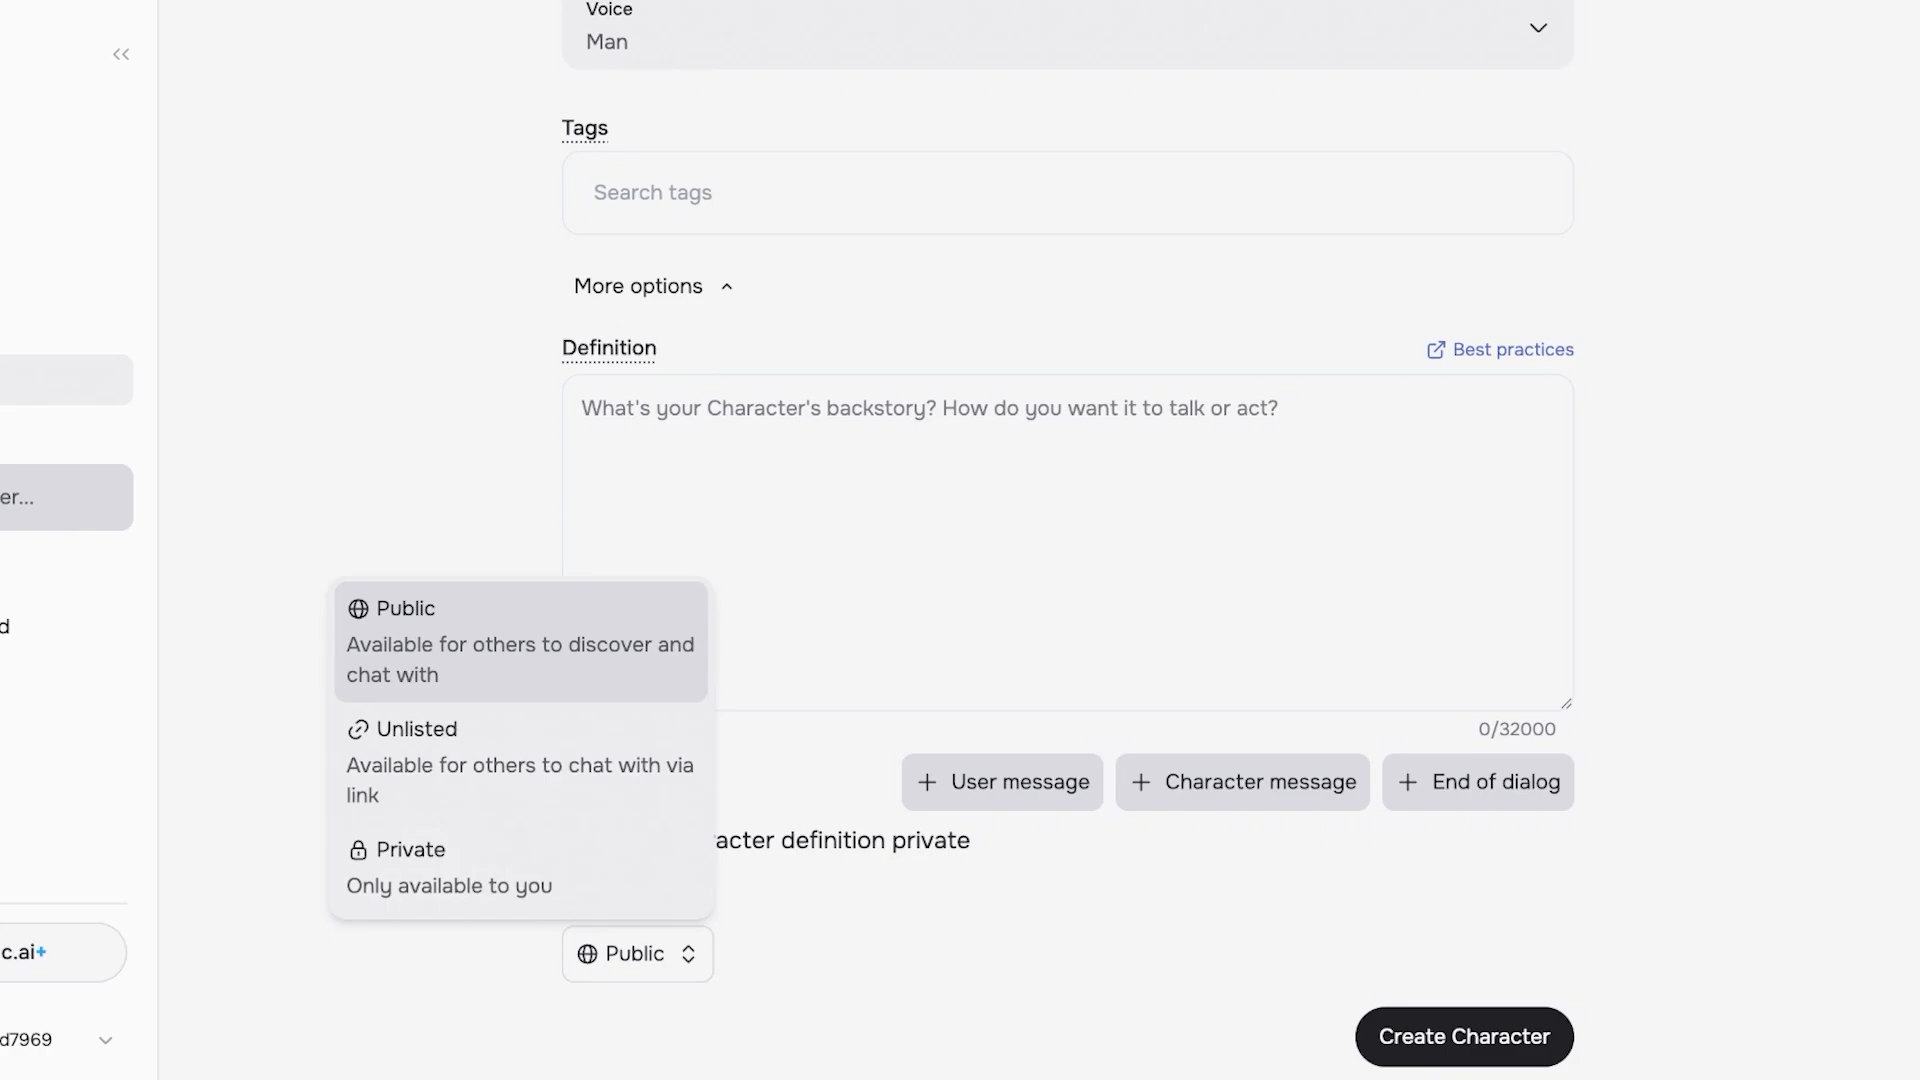 Voice
Man
Tags
Search tags
More options
Definition
Best practices
What's your Character's backstory? How do you want it to talk or act?
er...
d
Public
Available for others to discover and
chat with
Unlisted
Available for others to chat with via
link
Private
Only available to you
0/32000
User message
Character message
End of dialog
acter definition private
c.ai+
Public
d7969
Create Character